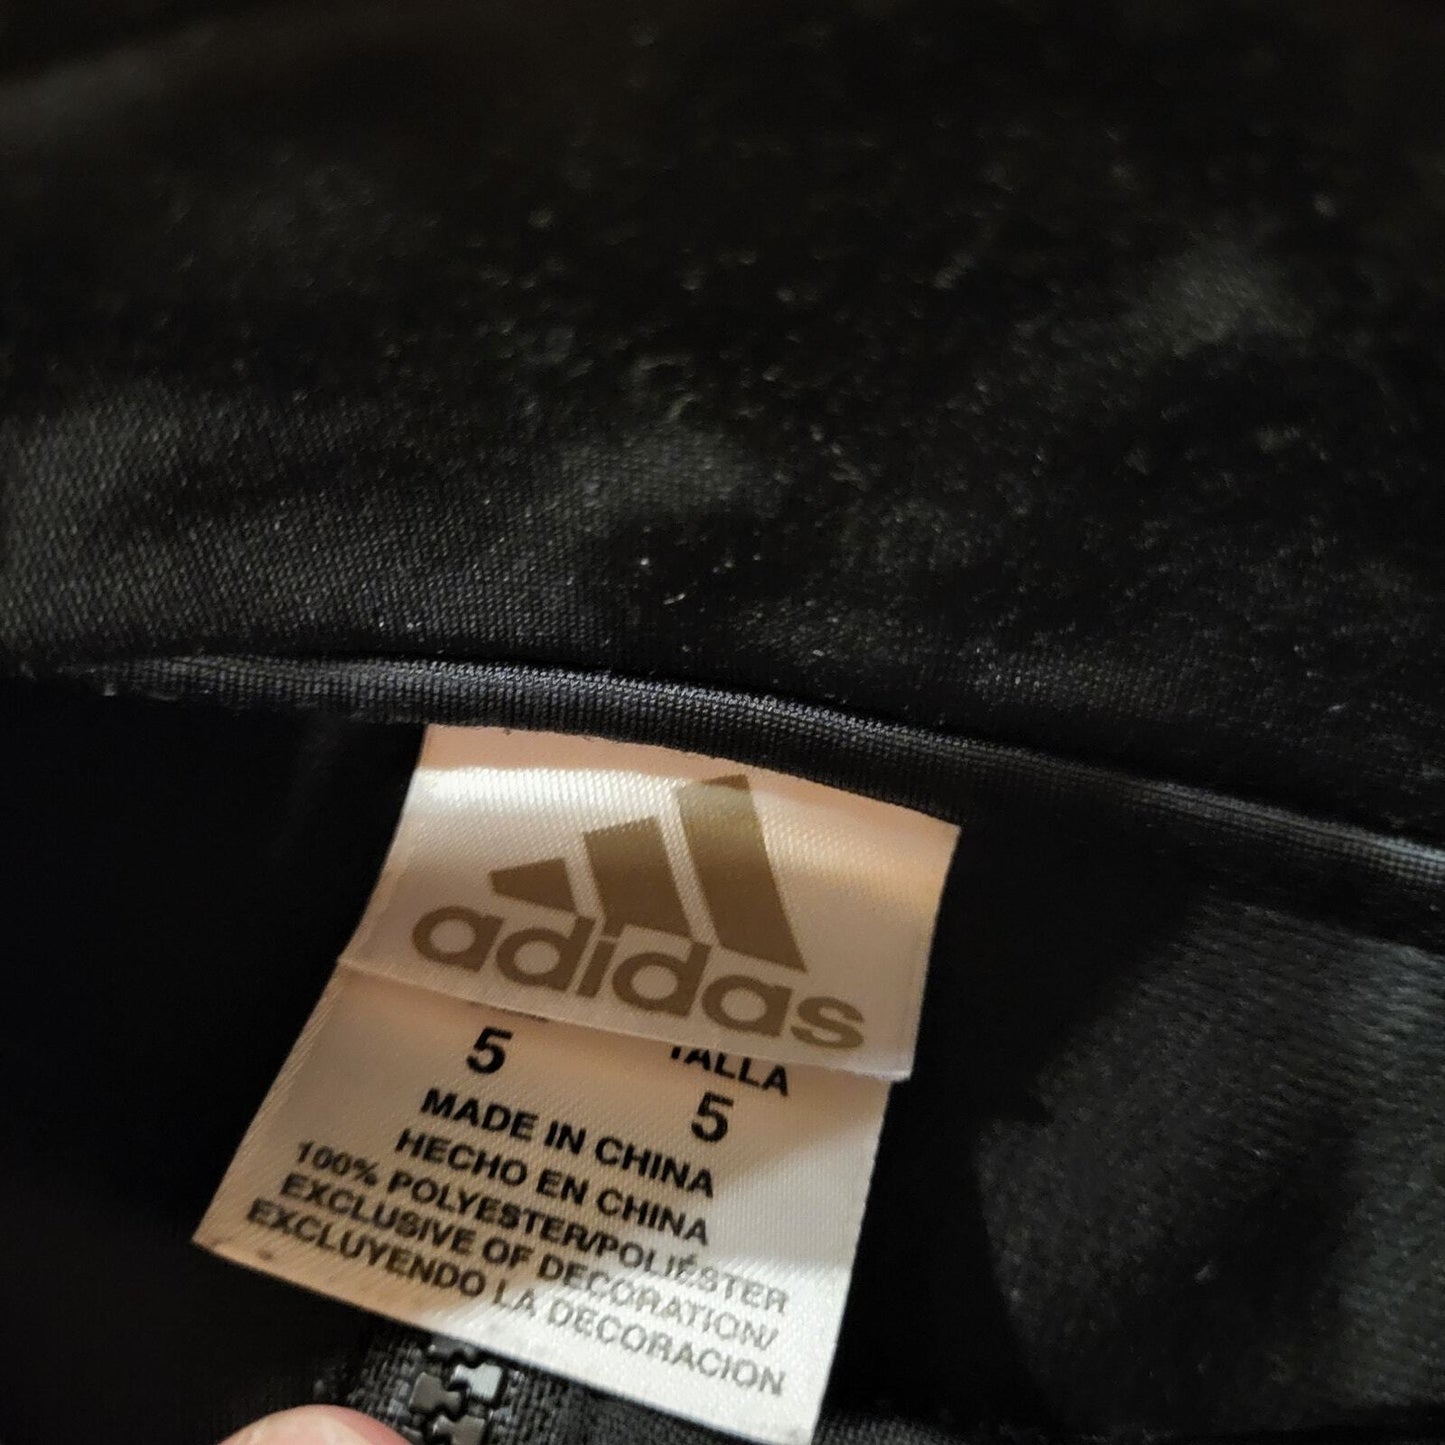 adidas
TALLA
5 5
MADE IN CHINA
HECHO EN CHINA
100% POLYESTER/POLIÉSTER
EXCLUSIVE OF DECORATION/
EXCLUYENDO LA DECORACION